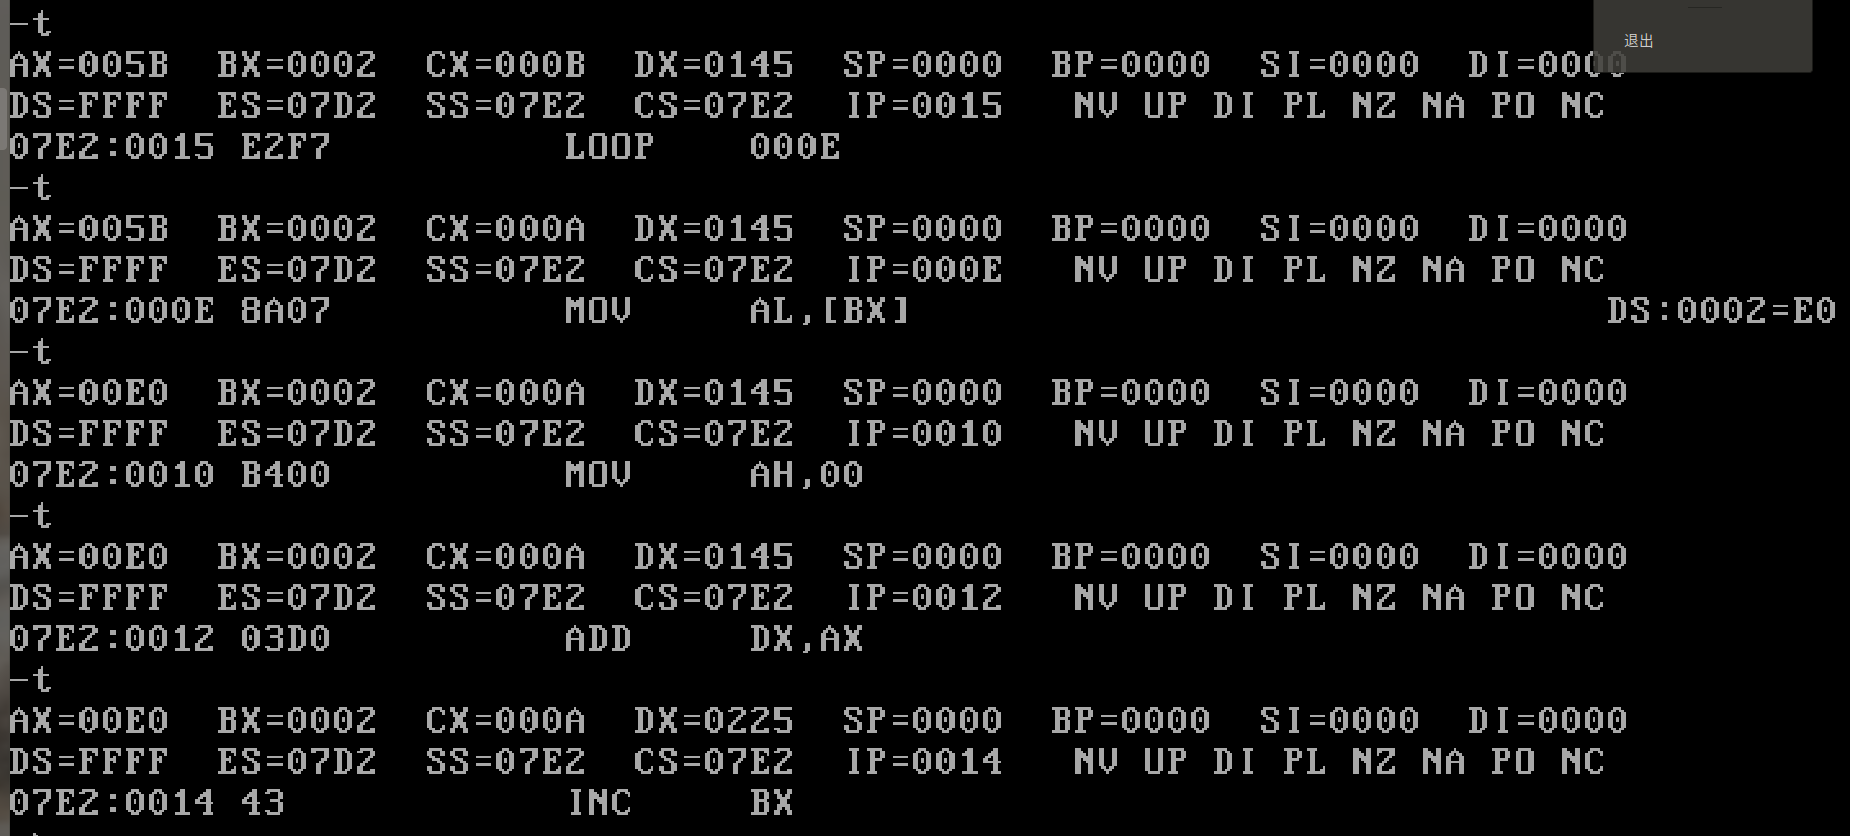 -t
退出
AX=005B BX=0002 CX=000B DX=0145 SP=0000 BP=0000 SI=0000 DI=0000
DS=FFFF ES=07D2 SS=07E2 CS=07E2 IP=0015 NV UP DI PL NZ NA PO NC
07E2:0015 E2F7 LOOP 000E
-t
AX=005B BX=0002 CX=000A DX=0145 SP=0000 BP=0000 SI=0000 DI=0000
DS=FFFF ES=07D2 SS=07E2 CS=07E2 IP=000E NV UP DI PL NZ NA PO NC
07E2:000E 8A07 MOV AL,[BX] DS:0002=E0
-t
AX=00E0 BX=0002 CX=000A DX=0145 SP=0000 BP=0000 SI=0000 DI=0000
DS=FFFF ES=07D2 SS=07E2 CS=07E2 IP=0010 NV UP DI PL NZ NA PO NC
07E2:0010 B400 MOV AH,00
-t
AX=00E0 BX=0002 CX=000A DX=0145 SP=0000 BP=0000 SI=0000 DI=0000
DS=FFFF ES=07D2 SS=07E2 CS=07E2 IP=0012 NV UP DI PL NZ NA PO NC
07E2:0012 03D0 ADD DX,AX
-t
AX=00E0 BX=0002 CX=000A DX=0225 SP=0000 BP=0000 SI=0000 DI=0000
DS=FFFF ES=07D2 SS=07E2 CS=07E2 IP=0014 NV UP DI PL NZ NA PO NC
07E2:0014 43 INC BX